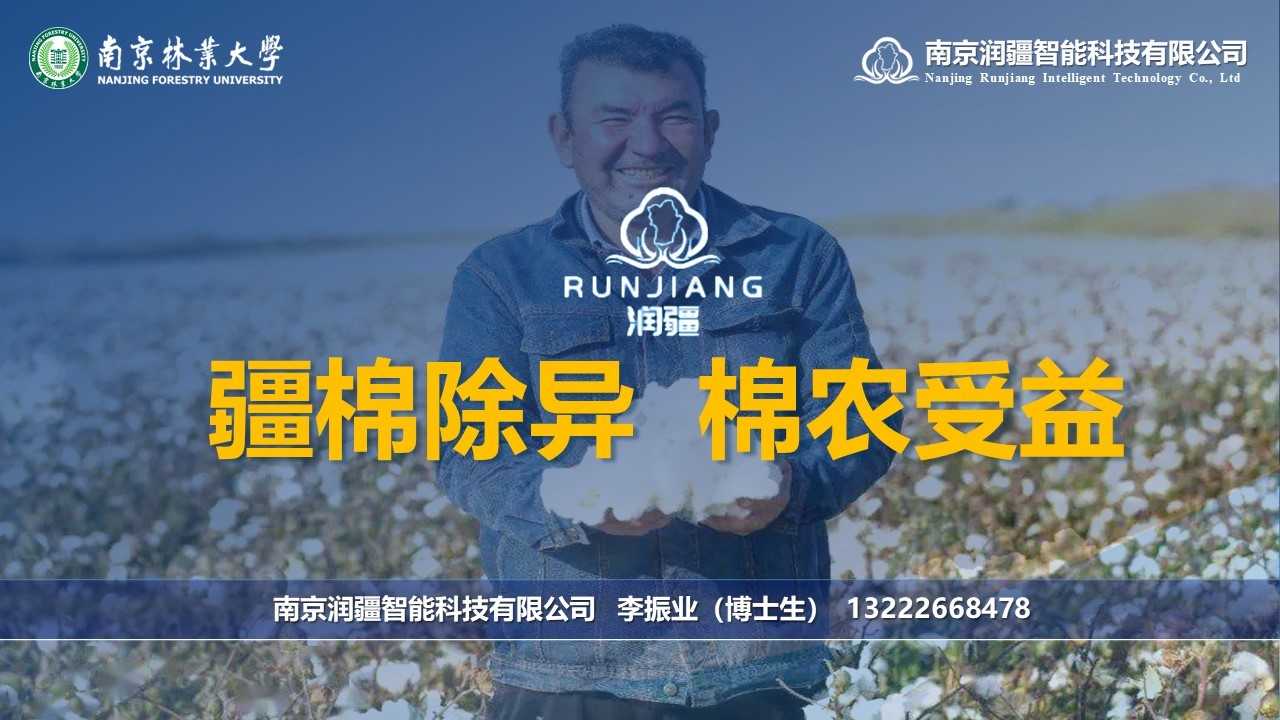 南京林業大學
NANJING FORESTRY UNIVERSITY
南京润疆智能科技有限公司
Nanjing Runjiang Intelligent Technology Co., Ltd
RUNJIANG
润疆
疆棉除异 棉农受益
南京润疆智能科技有限公司 李振业（博士生） 13222668478